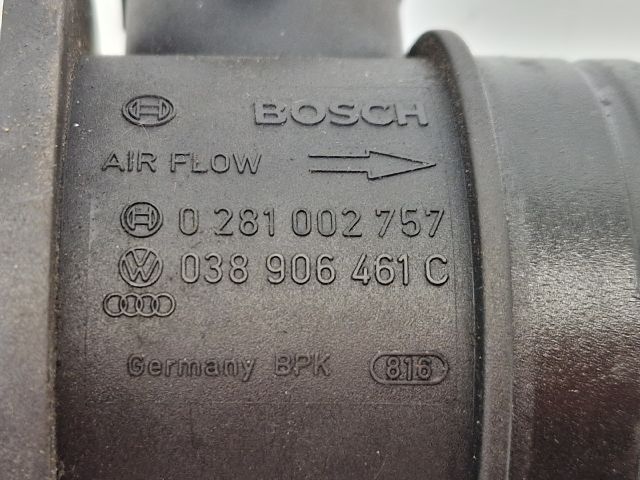 BOSCH
AIR FLOW
0 281 002 757
038 906 461 C
Germany BPK 816